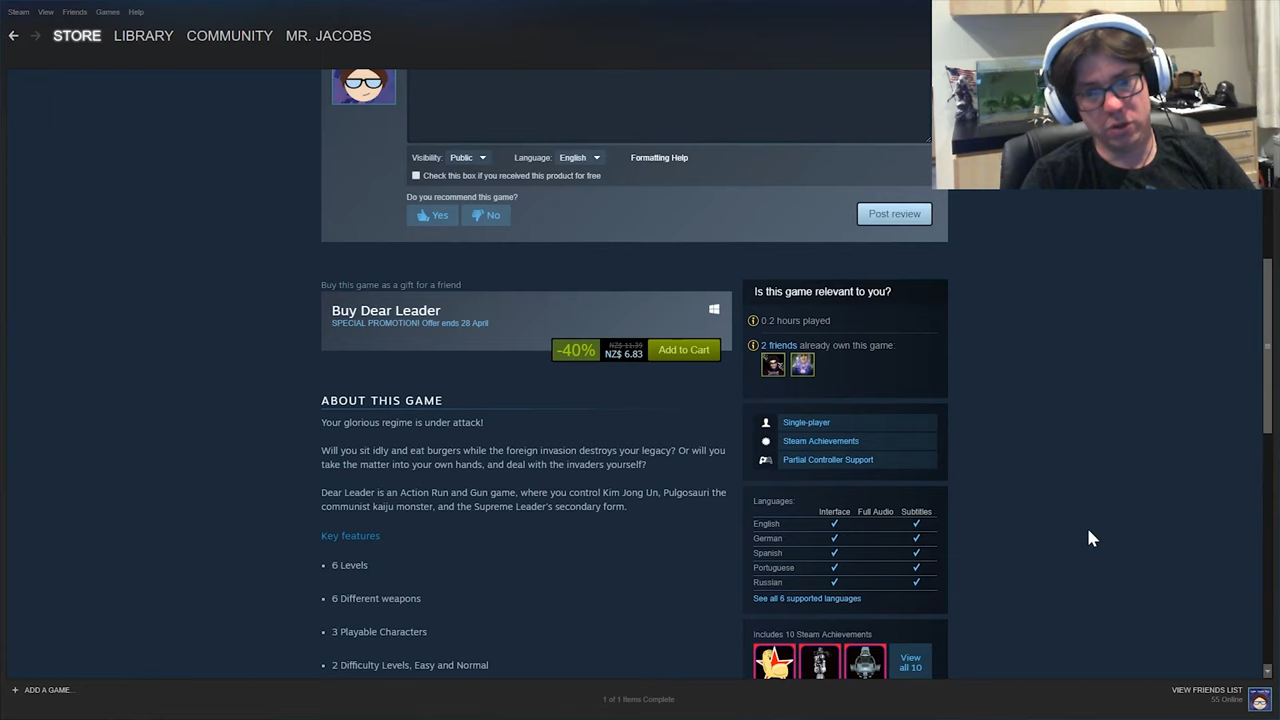 Steam View Friends Games Help
STORE LIBRARY COMMUNITY MR. JACOBS
Visibility: Public Language: English Formatting Help
Check this box if you received this product for free
Do you recommend this game?
Yes No
Post review
Buy this game as a gift for a friend
Buy Dear Leader
SPECIAL PROMOTION! Offer ends 28 April
-40% NZ$ 11.39 NZ$ 6.83 Add to Cart
ABOUT THIS GAME
Your glorious regime is under attack!
Will you sit idly and eat burgers while the foreign invasion destroys your legacy? Or will you
take the matter into your own hands, and deal with the invaders yourself?
Dear Leader is an Action Run and Gun game, where you control Kim Jong Un, Pulgosauri the
communist kaiju monster, and the Supreme Leader's secondary form.
Key features
• 6 Levels
• 6 Different weapons
• 3 Playable Characters
• 2 Difficulty Levels, Easy and Normal
Is this game relevant to you?
0.2 hours played
2 friends already own this game:
Single-player
Steam Achievements
Partial Controller Support
Languages:
Interface Full Audio Subtitles
English ✔ ✔
German ✔ ✔
Spanish ✔ ✔
Portuguese ✔ ✔
Russian ✔ ✔
See all 6 supported languages
Includes 10 Steam Achievements
View
all 10
+ ADD A GAME...
1 of 1 Items Complete
VIEW FRIENDS LIST
55 Online